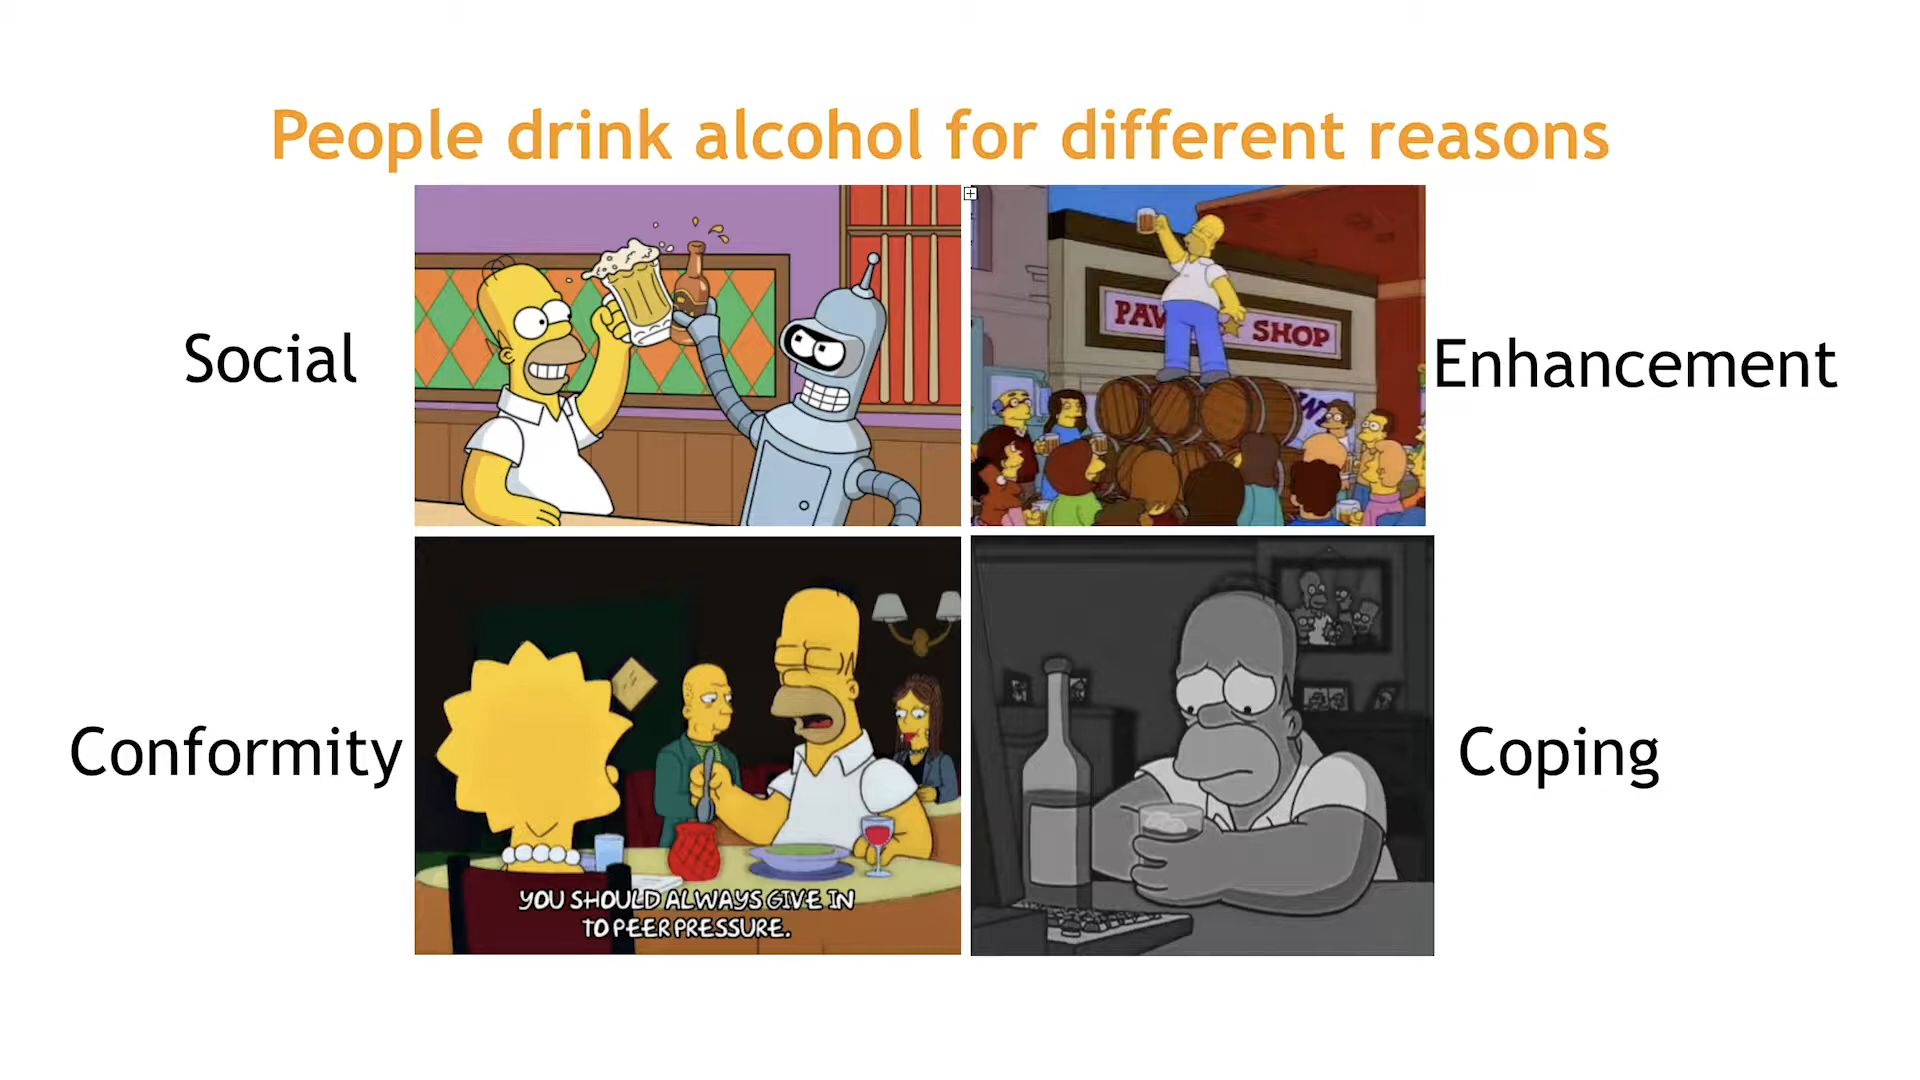 People drink alcohol for different reasons
Social
PAW SHOP
Enhancement
Conformity
YOU SHOULD ALWAYS GIVE IN
TO PEER PRESSURE.
Coping